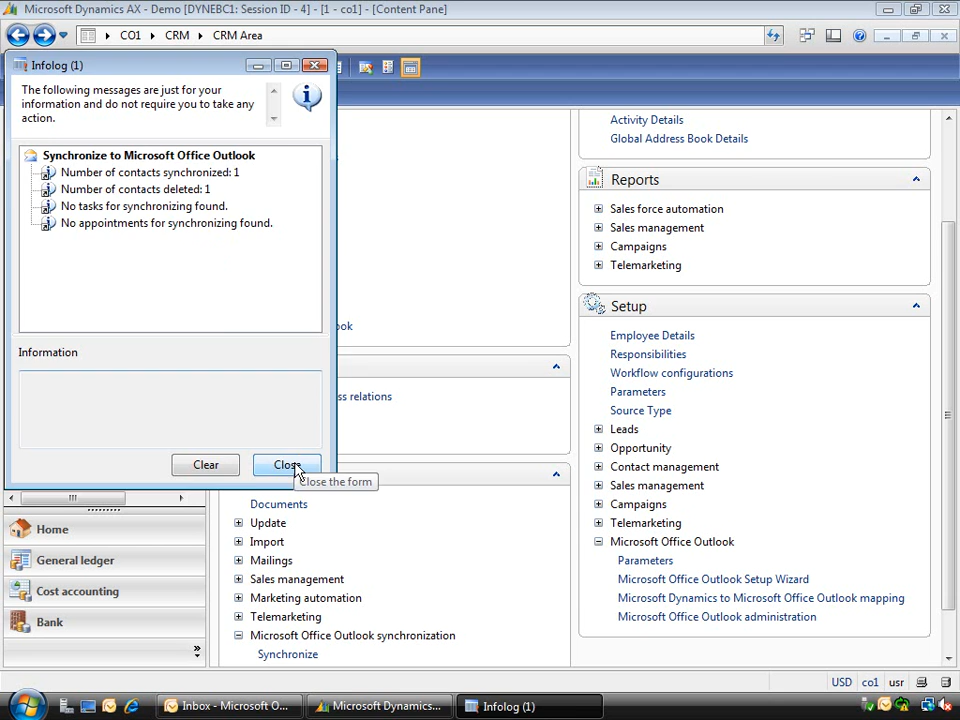 Microsoft Dynamics AX - Demo [DYNEBC1: Session ID - 4] - [1 - co1] - [Content Pane]
CO1 CRM CRM Area
Infolog (1)
The following messages are just for your
information and do not require you to take any
action.
Synchronize to Microsoft Office Outlook
Number of contacts synchronized: 1
Number of contacts deleted: 1
No tasks for synchronizing found.
No appointments for synchronizing found.
Information
Clear
Close
Close the form
Home
General ledger
Cost accounting
Bank
ook
ss relations
Documents
Update
Import
Mailings
Sales management
Marketing automation
Telemarketing
Microsoft Office Outlook synchronization
Synchronize
Activity Details
Global Address Book Details
Reports
Sales force automation
Sales management
Campaigns
Telemarketing
Setup
Employee Details
Responsibilities
Workflow configurations
Parameters
Source Type
Leads
Opportunity
Contact management
Sales management
Campaigns
Telemarketing
Microsoft Office Outlook
Parameters
Microsoft Office Outlook Setup Wizard
Microsoft Dynamics to Microsoft Office Outlook mapping
Microsoft Office Outlook administration
USD co1 usr
Inbox - Microsoft O...
Microsoft Dynamics...
Infolog (1)